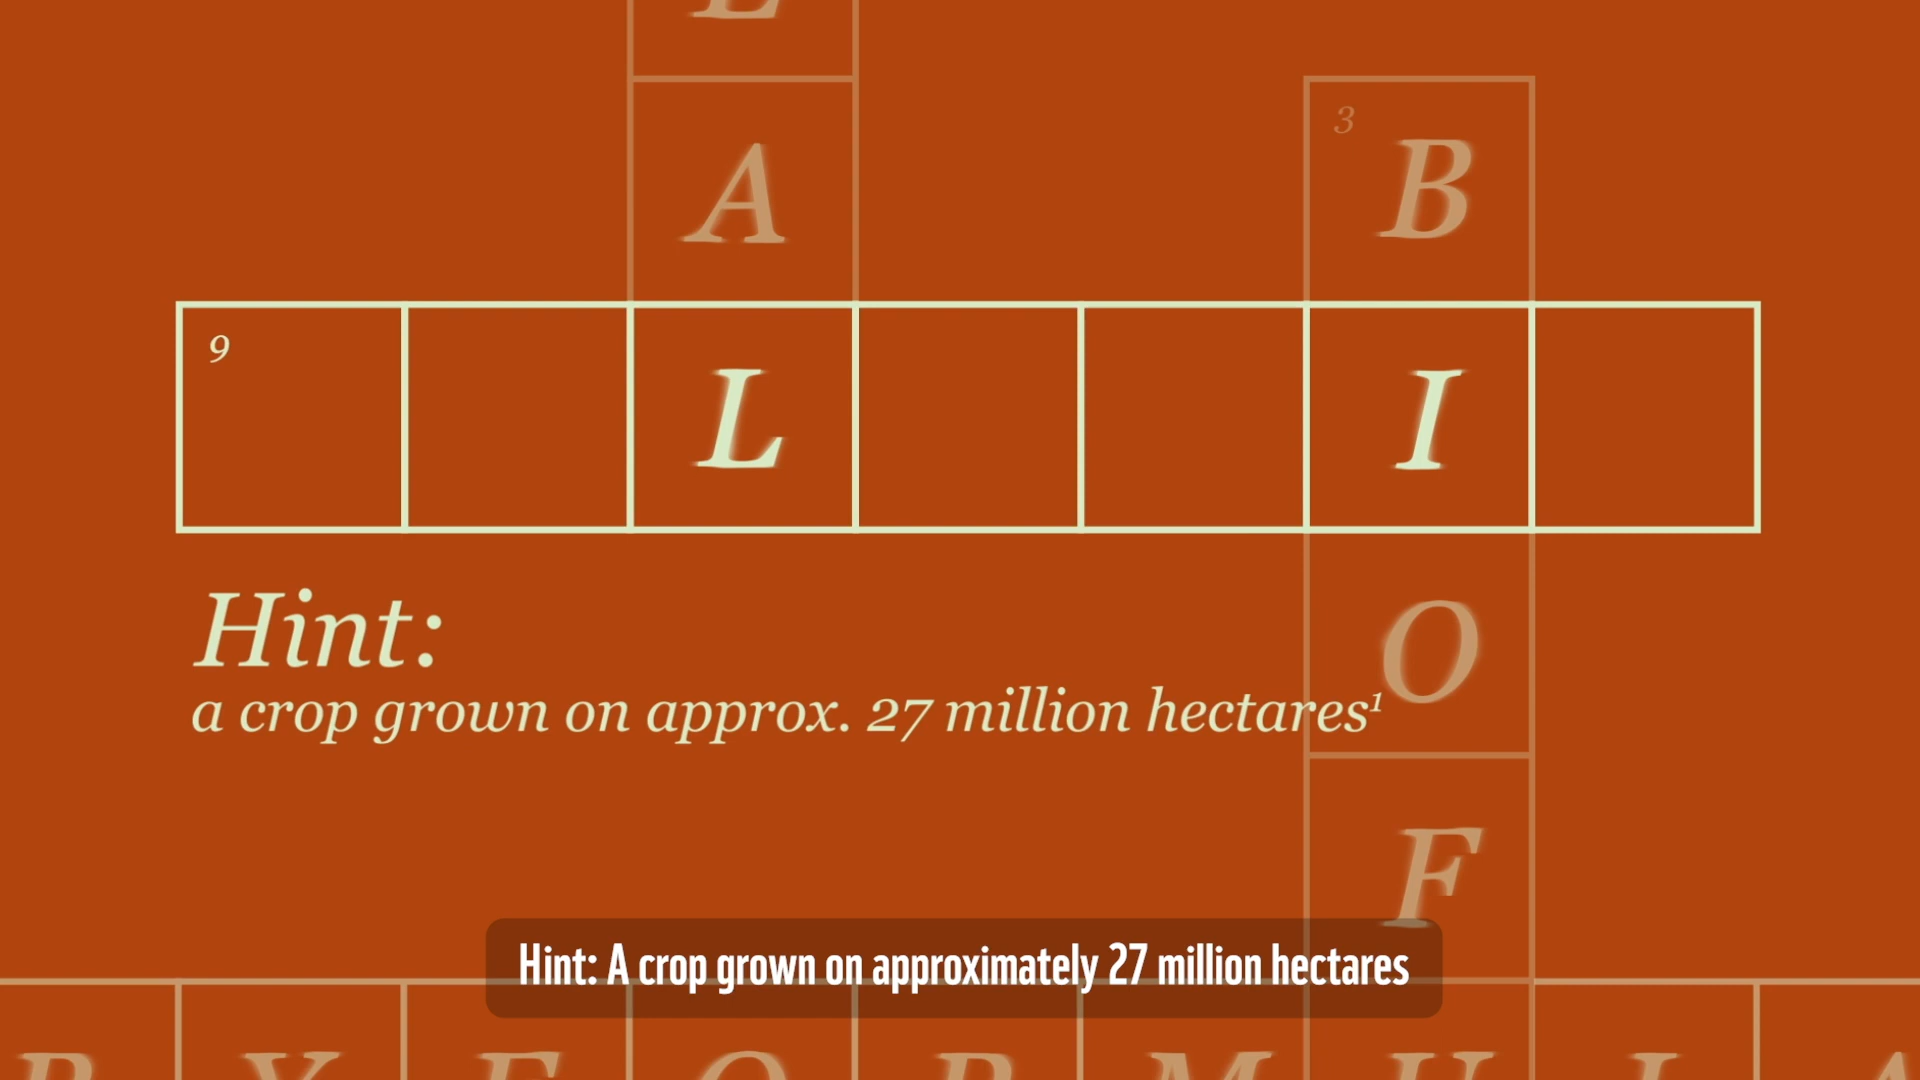 L
A
3
B
9
L
I
Hint:
a crop grown on approx. 27 million hectares¹
O
F
Hint: A crop grown on approximately 27 million hectares